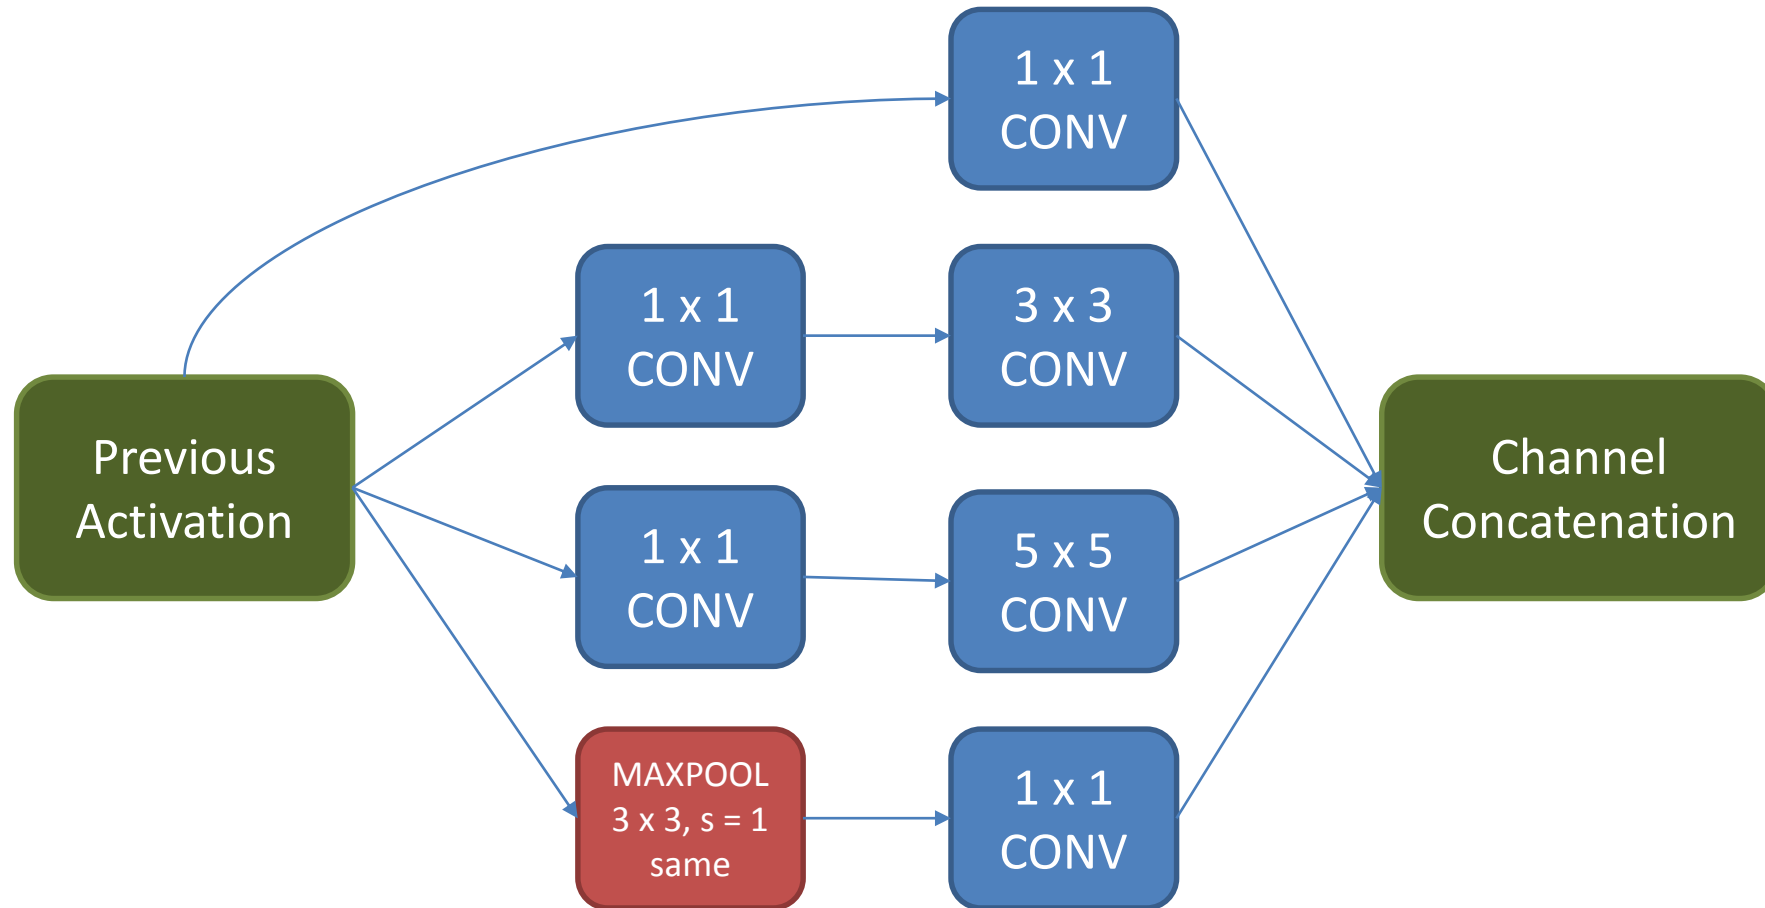 1 x 1
CONV
1 x 1
CONV
3 x 3
CONV
Previous
Activation
Channel
Concatenation
1 x 1
CONV
5 x 5
CONV
MAXPOOL
3 x 3, s = 1
same
1 x 1
CONV